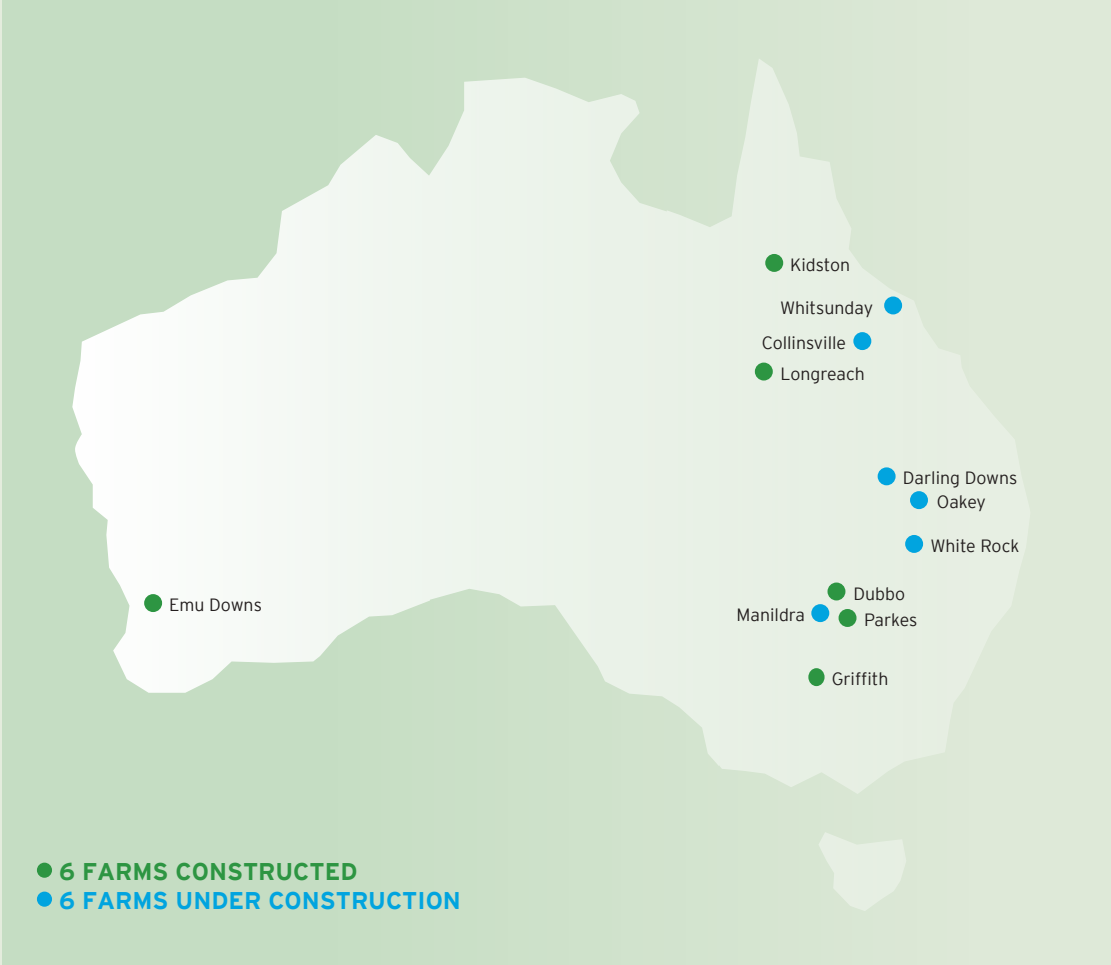 Kidston
Whitsunday
Collinsville
Longreach
Darling Downs
Oakey
White Rock
Dubbo
Manildra
Parkes
Emu Downs
Griffith
6 FARMS CONSTRUCTED
6 FARMS UNDER CONSTRUCTION